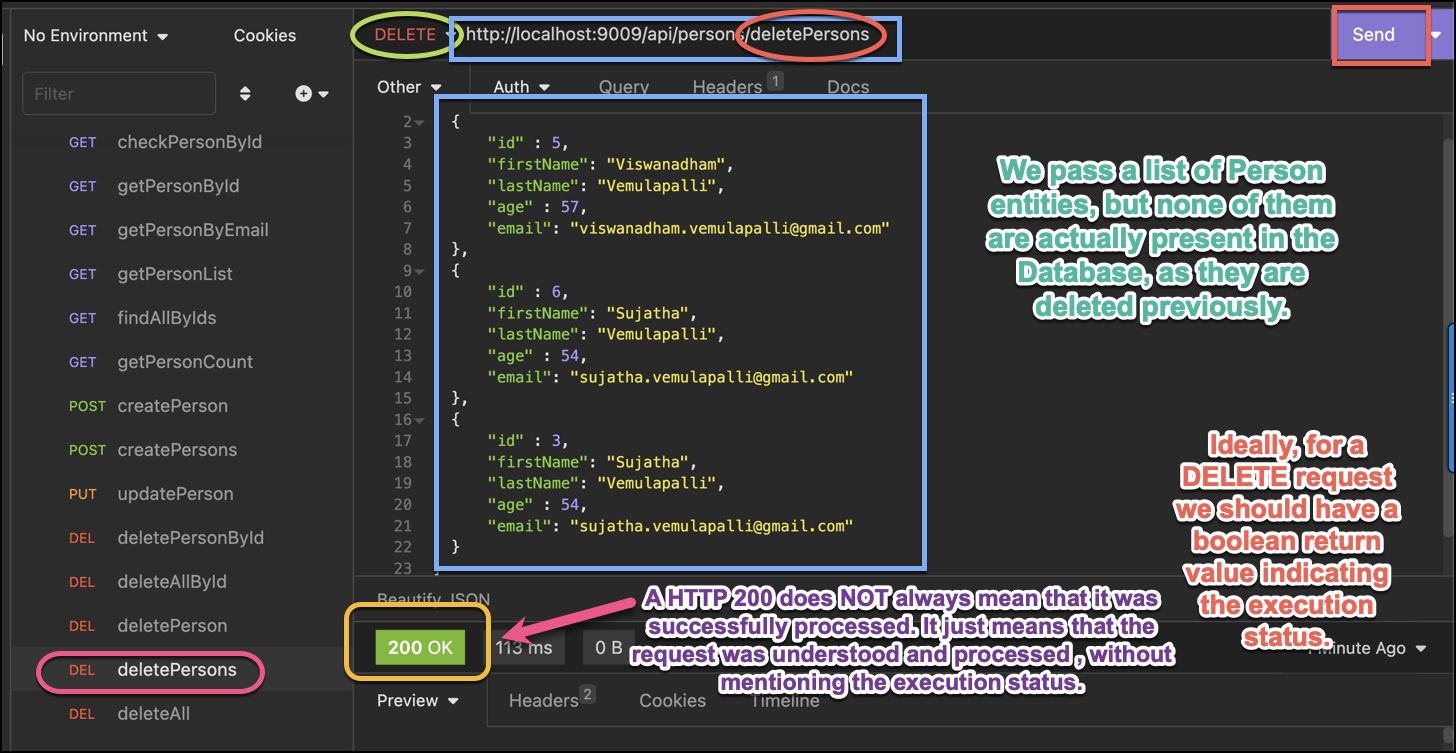 No Environment
Cookies
DELETE
http://localhost:9009/api/persons/deletePersons
Send
Filter
Other
Auth
Query
Headers 1
Docs
GET checkPersonById
GET getPersonById
GET getPersonByEmail
GET getPersonList
GET findAllByIds
GET getPersonCount
POST createPerson
POST createPersons
PUT updatePerson
DEL deletePersonById
DEL deleteAllById
DEL deletePerson
DEL deletePersons
DEL deleteAll
2 {
3 "id" : 5,
4 "firstName": "Viswanadham",
5 "lastName": "Vemulapalli",
6 "age" : 57,
7 "email": "viswanadham.vemulapalli@gmail.com"
8 },
9 {
10 "id" : 6,
11 "firstName": "Sujatha",
12 "lastName": "Vemulapalli",
13 "age" : 54,
14 "email": "sujatha.vemulapalli@gmail.com"
15 },
16 {
17 "id" : 3,
18 "firstName": "Sujatha",
19 "lastName": "Vemulapalli",
20 "age" : 54,
21 "email": "sujatha.vemulapalli@gmail.com"
22 }
23
We pass a list of Person
entities, but none of them
are actually present in the
Database, as they are
deleted previously.
Ideally, for a
DELETE request
we should have a
boolean return
value indicating
the execution
status.
Beautify JSON
200 OK
113 ms
0 B
A HTTP 200 does NOT always mean that it was
successfully processed. It just means that the
request was understood and processed , without
mentioning the execution status.
Minute Ago
Preview
Headers 2
Cookies
Timeline